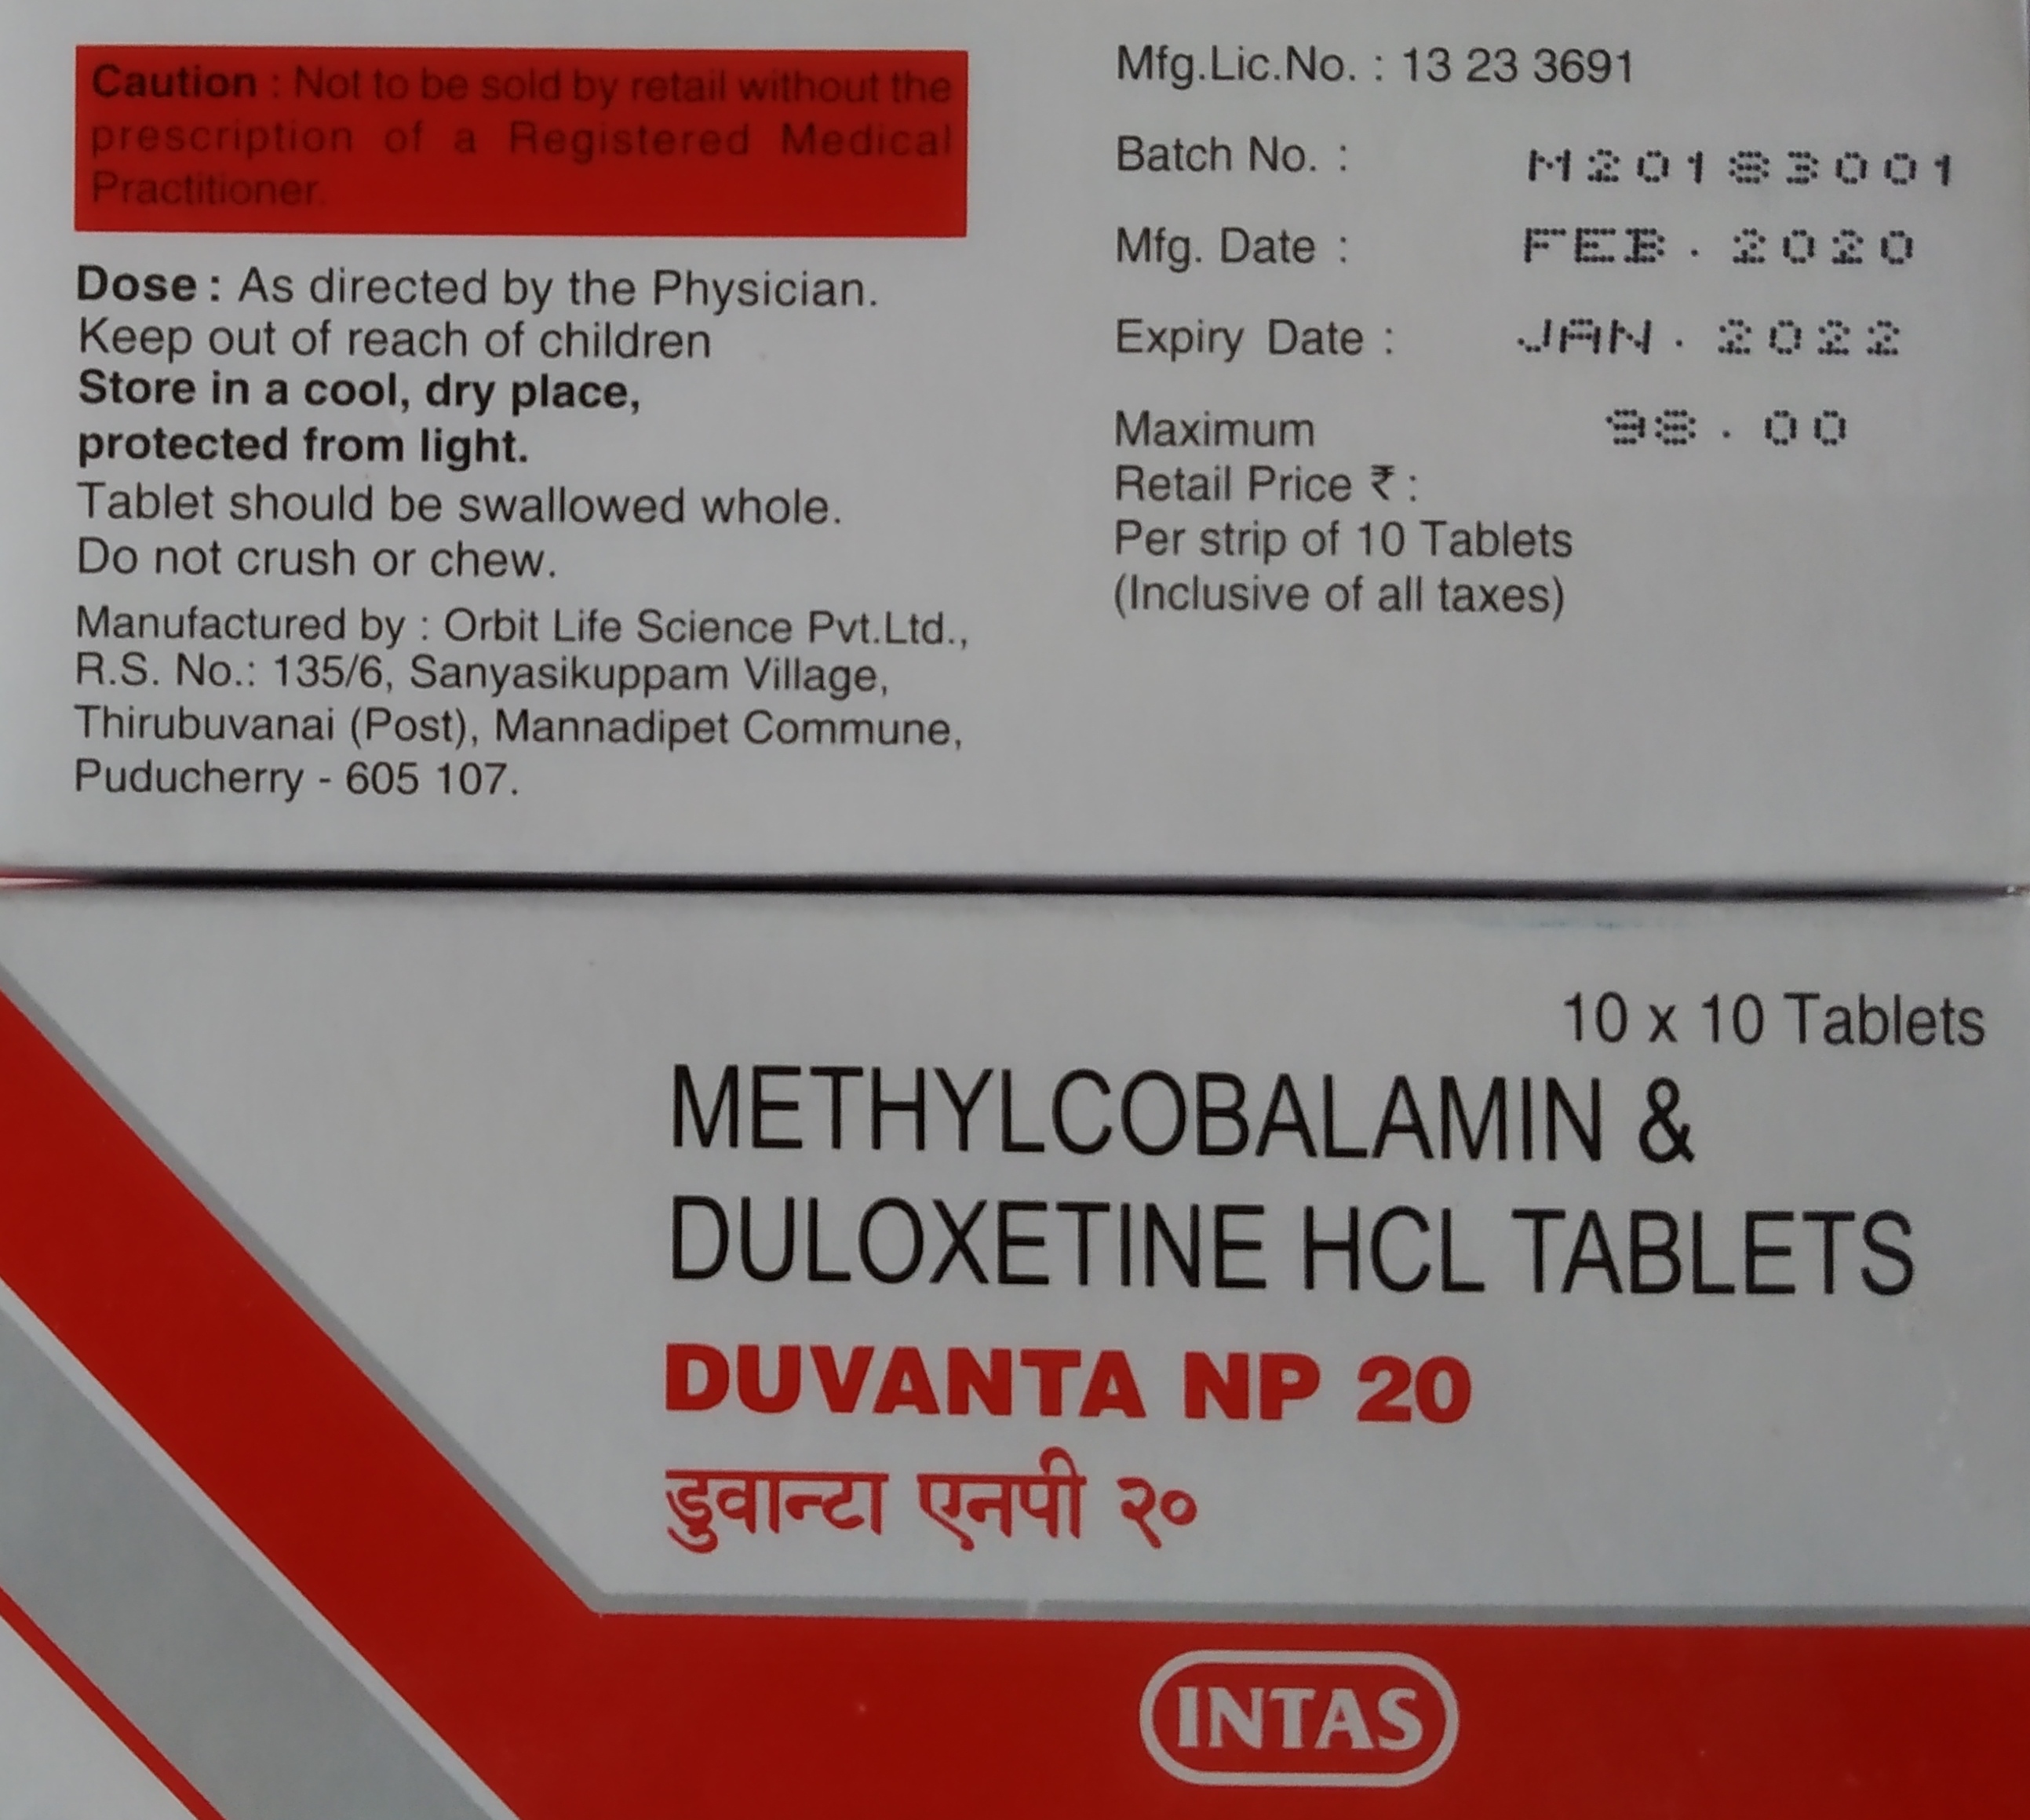 Caution : Not to be sold by retail without the
prescription of a Registered Medical
Practitioner.
Dose : As directed by the Physician.
Keep out of reach of children
Store in a cool, dry place,
protected from light.
Tablet should be swallowed whole.
Do not crush or chew.
Manufactured by : Orbit Life Science Pvt.Ltd.,
R.S. No.: 135/6, Sanyasikuppam Village,
Thirubuvanai (Post), Mannadipet Commune,
Puducherry - 605 107.
Mfg.Lic.No. : 13 23 3691
Batch No. : M20183001
Mfg. Date : FEB.2020
Expiry Date : JAN.2022
Maximum 98.00
Retail Price ₹ :
Per strip of 10 Tablets
(Inclusive of all taxes)
10 x 10 Tablets
METHYLCOBALAMIN &
DULOXETINE HCL TABLETS
DUVANTA NP 20
डुवान्टा एनपी २०
INTAS